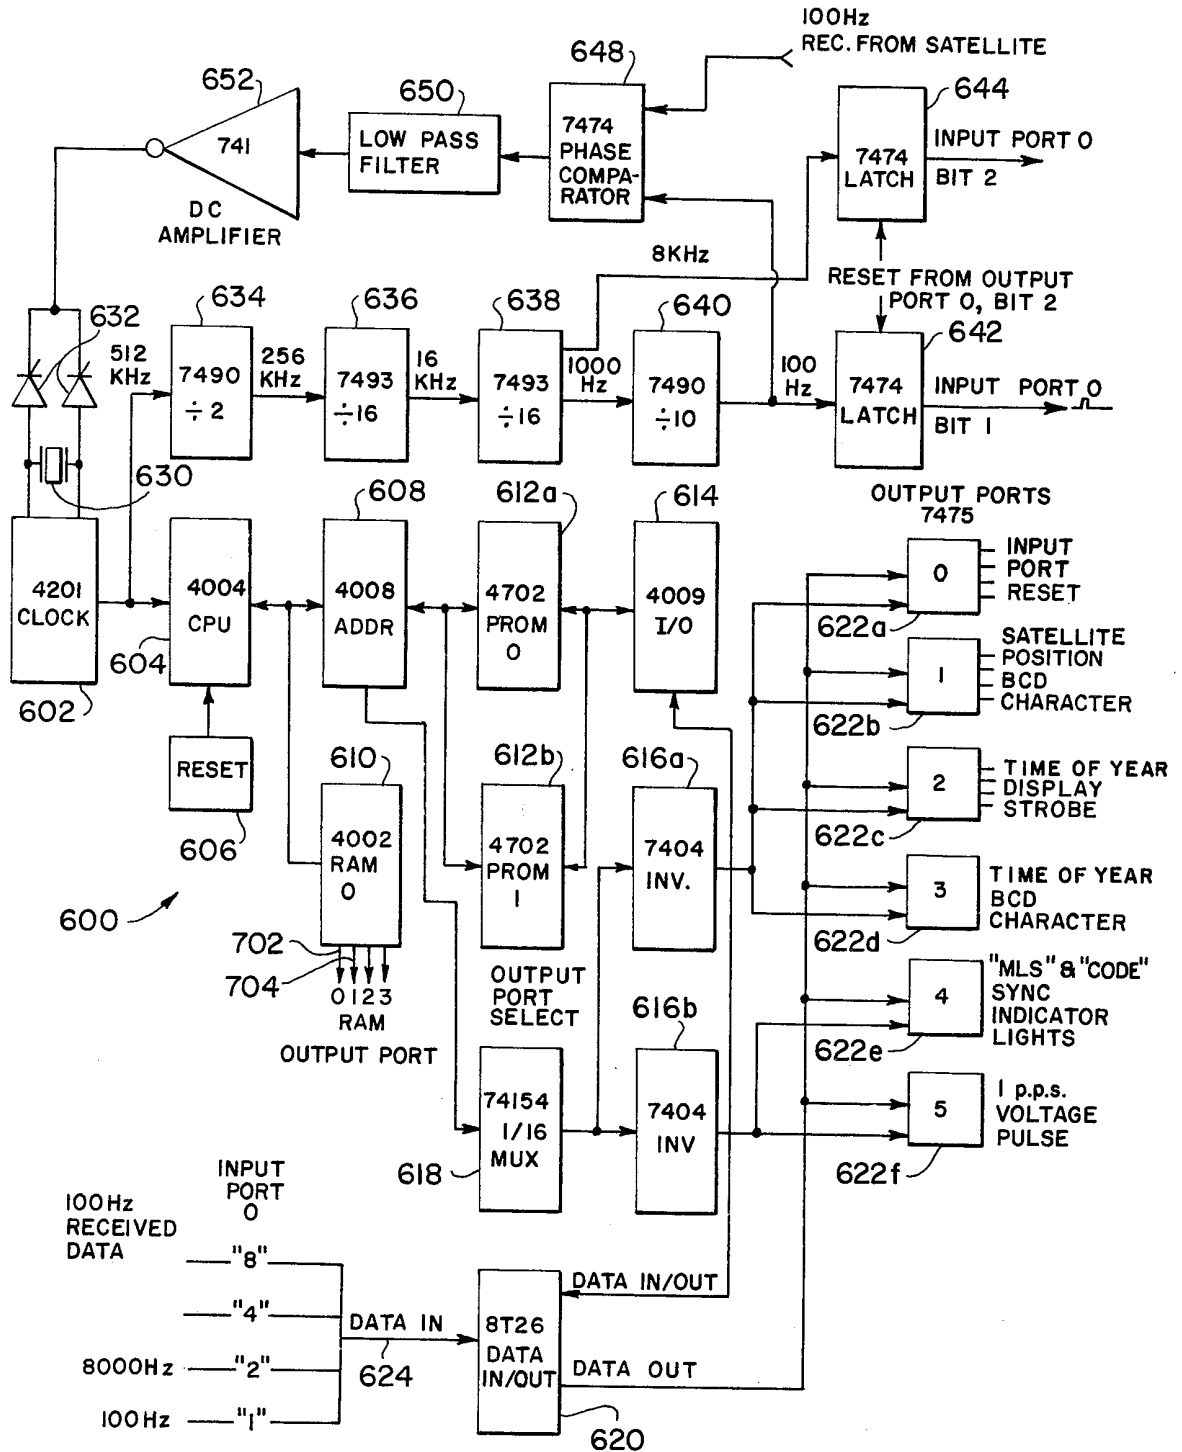 100Hz
REC. FROM SATELLITE
652
650
648
644
741
LOW PASS
FILTER
7474
PHASE
COMPA-
RATOR
7474
LATCH
INPUT PORT 0
BIT 2
DC
AMPLIFIER
8KHz
RESET FROM OUTPUT
PORT 0, BIT 2
634
636
638
640
642
632
512
KHz
7490
÷2
256
KHz
7493
÷16
16
KHz
7493
÷16
1000
Hz
7490
÷10
100
Hz
7474
LATCH
INPUT PORT 0
BIT 1
630
608
612a
614
OUTPUT PORTS
7475
4201
CLOCK
4004
CPU
4008
ADDR
4702
PROM
0
4009
I/O
0
INPUT
PORT
RESET
622a
604
602
1
SATELLITE
POSITION
BCD
CHARACTER
622b
RESET
606
610
612b
616a
2
TIME OF YEAR
DISPLAY
STROBE
622c
4002
RAM
0
4702
PROM
1
7404
INV.
3
TIME OF YEAR
BCD
CHARACTER
622d
600
702
704
0123
RAM
OUTPUT PORT
OUTPUT
PORT
SELECT
616b
4
"MLS" & "CODE"
SYNC
INDICATOR
LIGHTS
622e
74154
1/16
MUX
618
7404
INV
5
1 p.p.s.
VOLTAGE
PULSE
622f
INPUT
PORT
0
100Hz
RECEIVED
DATA
"8"
"4"
8000Hz "2"
100Hz "1"
DATA IN
624
8T26
DATA
IN/OUT
620
DATA IN/OUT
DATA OUT